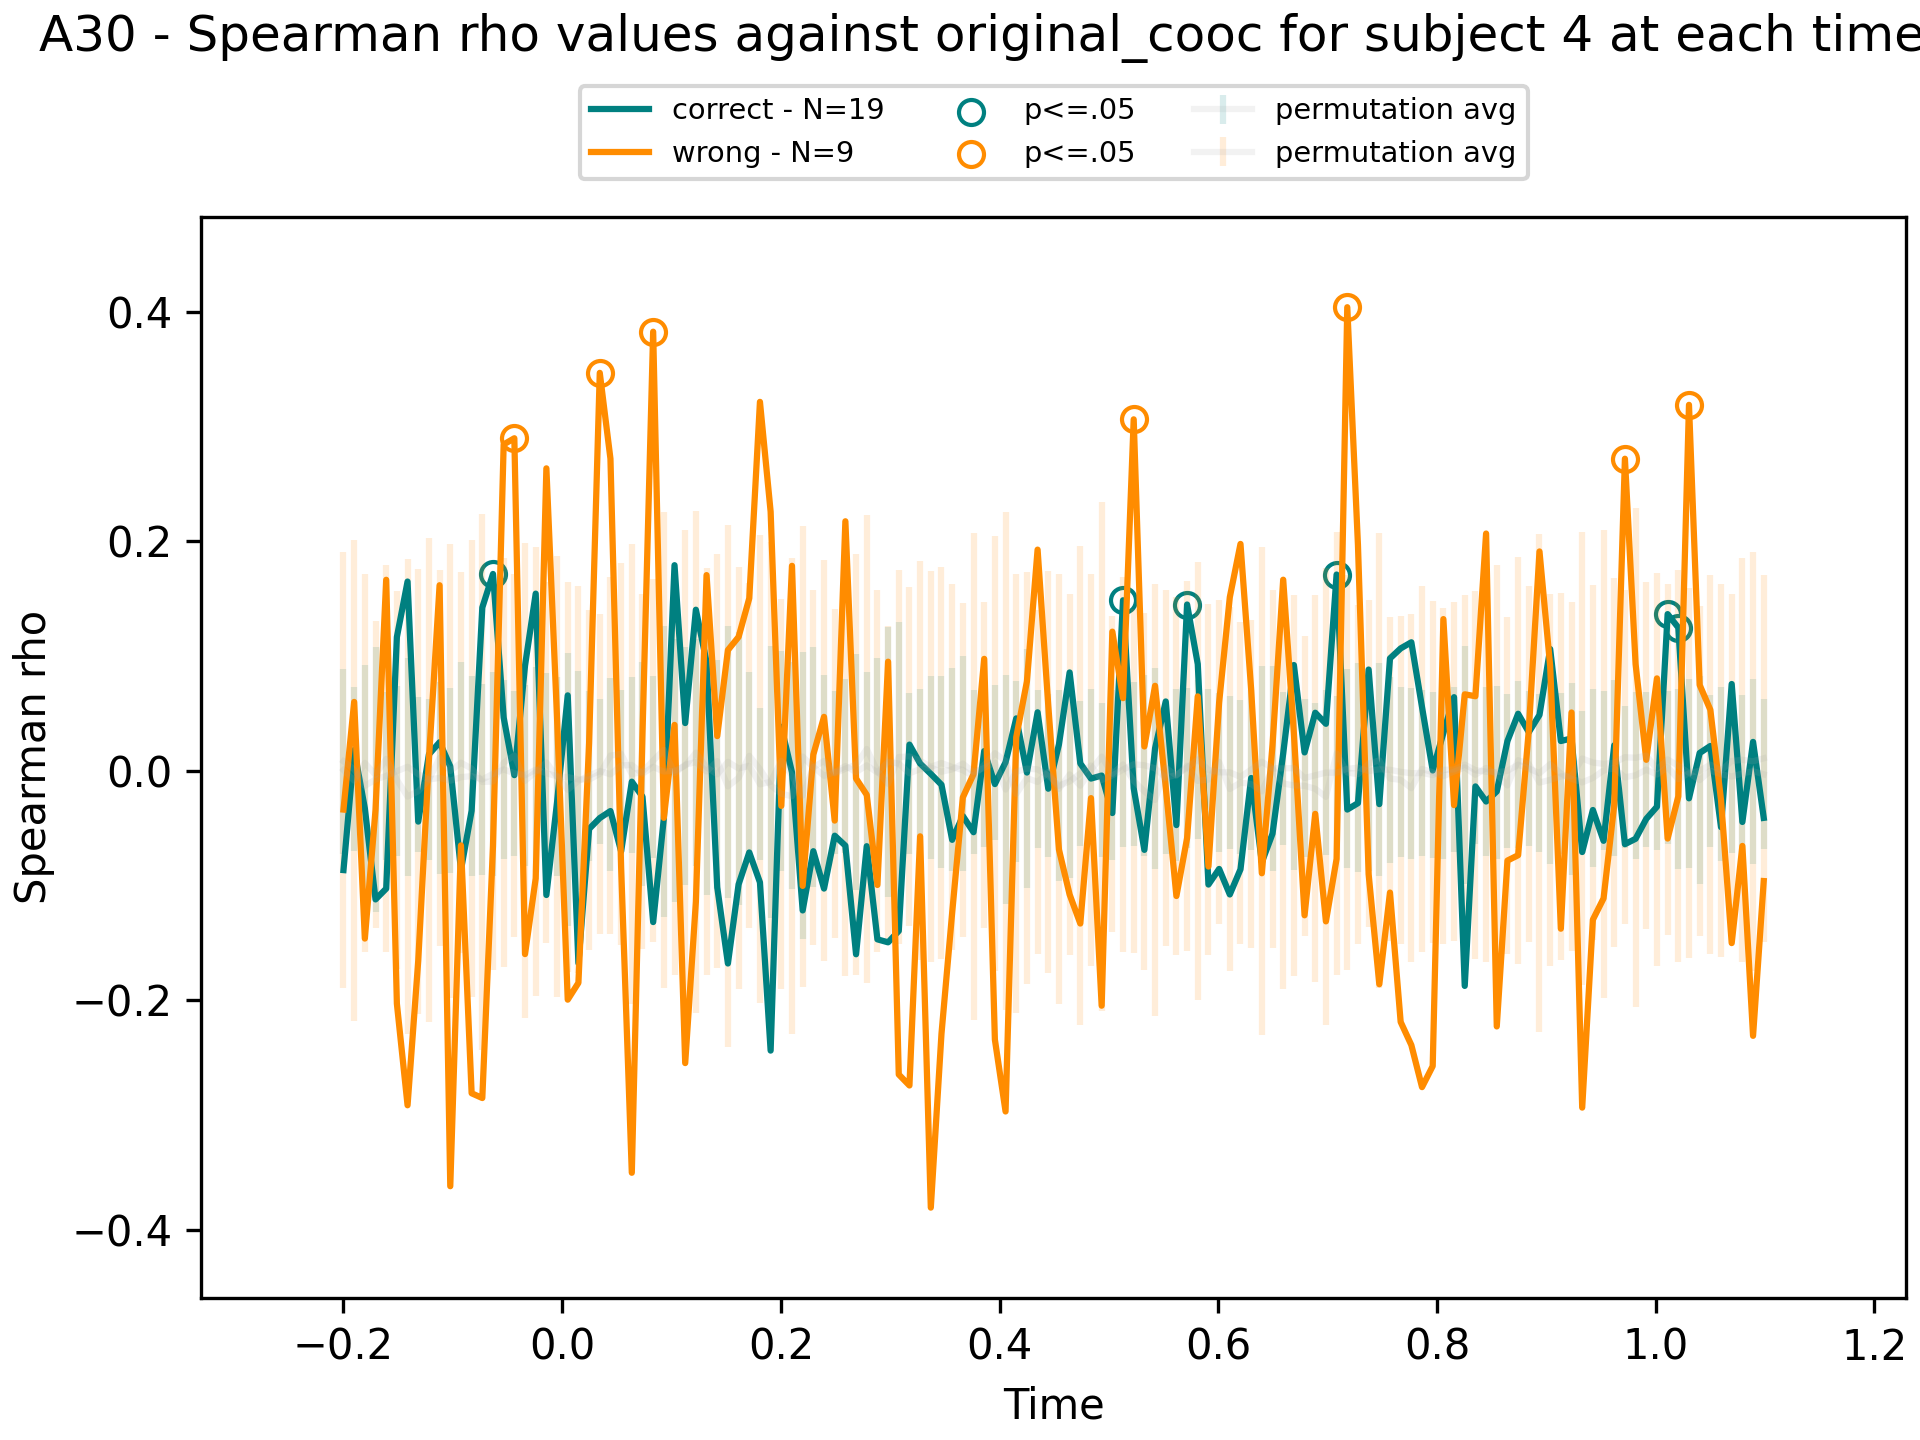 A30 - Spearman rho values against original_cooc for subject 4 at each time
correct - N=19
wrong - N=9
p<=.05
p<=.05
permutation avg
permutation avg
Spearman rho
0.4
0.2
0.0
−0.2
−0.4
−0.2 0.0 0.2 0.4 0.6 0.8 1.0 1.2
Time